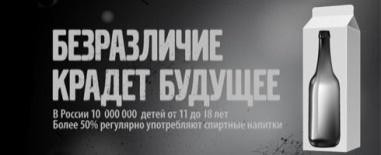 БЕЗРАЗЛИЧИЕ
КРАДЕТ БУДУЩЕЕ
В России 10 000 000 детей от 11 до 18 лет
Более 50% регулярно употребляют спиртные напитки